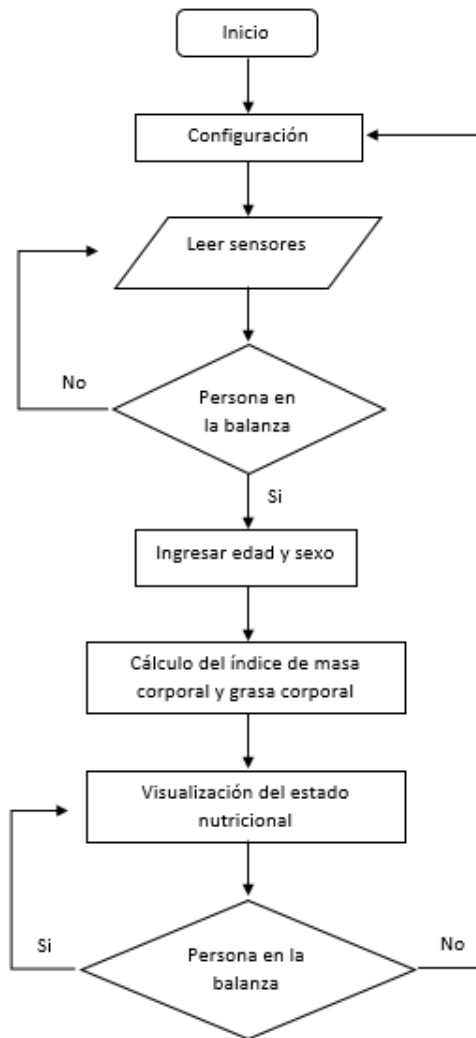 Inicio
Configuración
Leer sensores
No
Persona en
la balanza
Si
Ingresar edad y sexo
Cálculo del índice de masa
corporal y grasa corporal
Visualización del estado
nutricional
Si
Persona en la
balanza
No